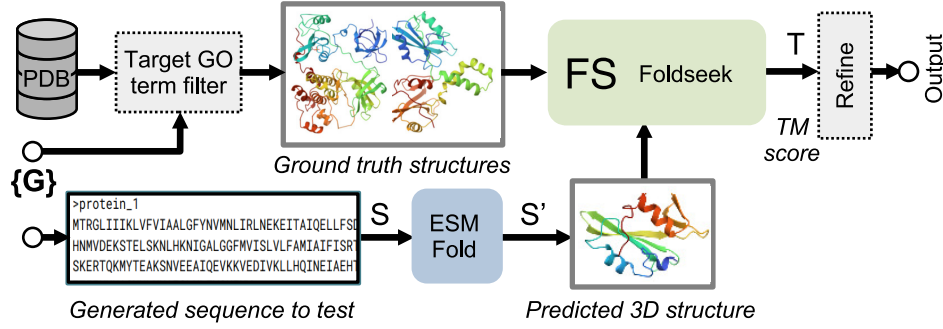 PDB
Target GO
term filter
{G}
Ground truth structures
FS Foldseek
T
TM
score
Refine
Output
>protein_1
MTRGLIIIKLVFVIAALGFYNVMNLIRLNEKEITAIQELLFSD
HNMVDEKSTELSKNLHKNIGALGGFMVISLVLFAMIAIFISRT
SKERTQKMYTEAKSNVEEAIQEVKKVEDIVKLLHQINEIAEHT
Generated sequence to test
S
ESM
Fold
S’
Predicted 3D structure